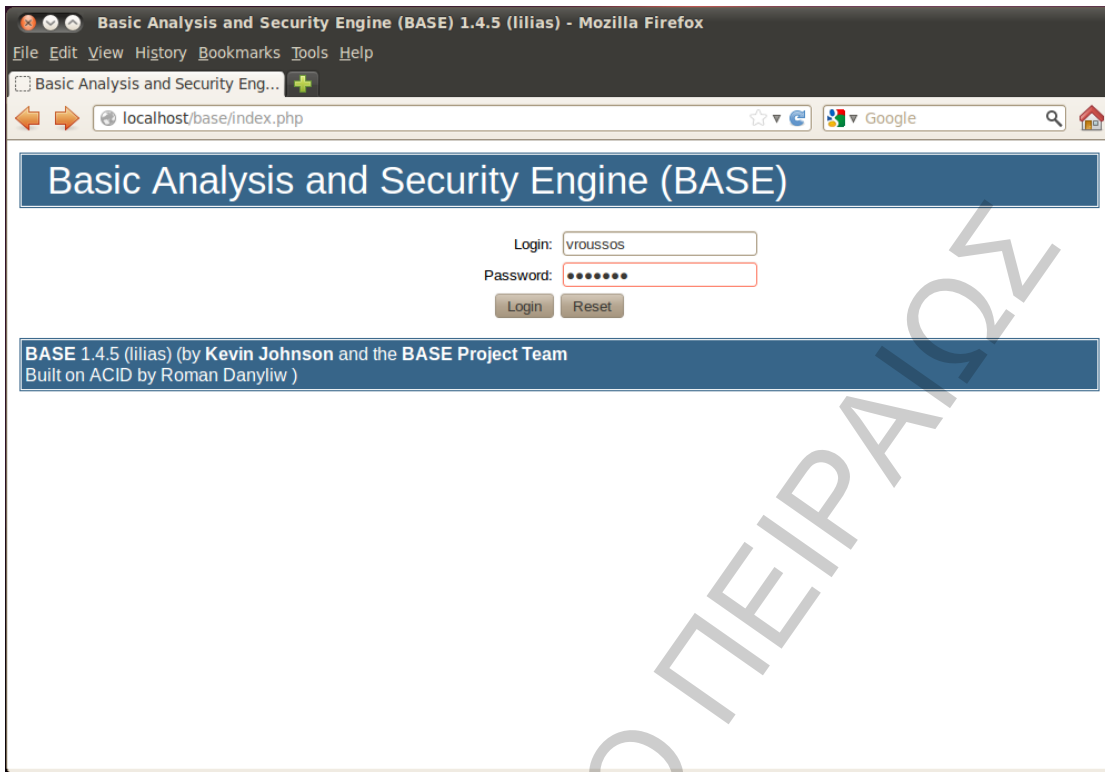 Basic Analysis and Security Engine (BASE) 1.4.5 (lilias) - Mozilla Firefox
File Edit View History Bookmarks Tools Help
Basic Analysis and Security Eng...
localhost/base/index.php
Google
Basic Analysis and Security Engine (BASE)
Login: vroussos
Password: •••••••
Login Reset
BASE 1.4.5 (lilias) (by Kevin Johnson and the BASE Project Team
Built on ACID by Roman Danyliw )
Ο ΠΕΙΡΑΙΩΣ